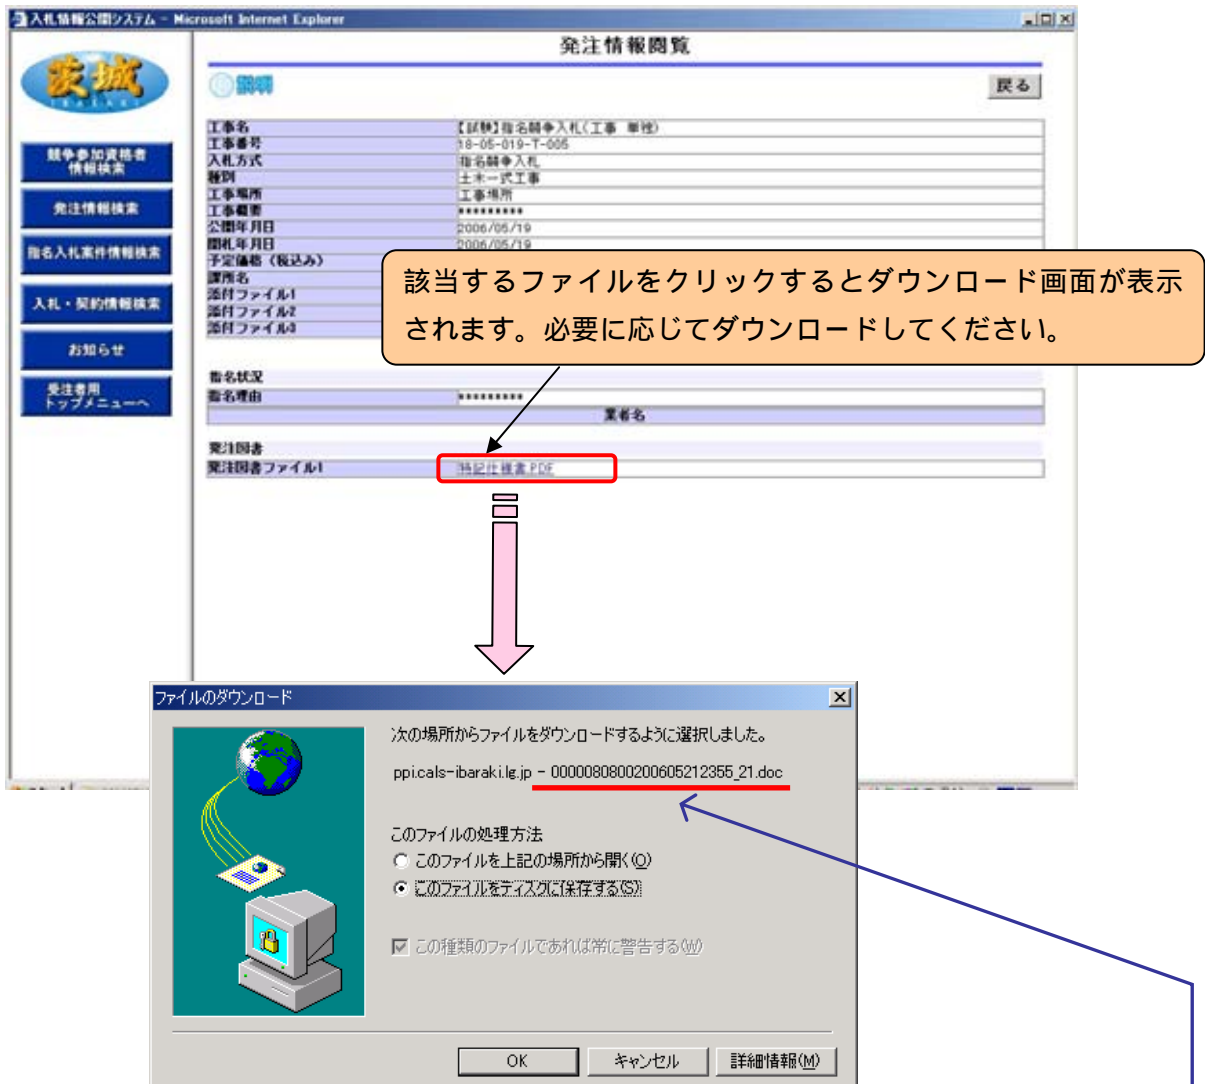 入札情報公開システム - Microsoft Internet Explorer
発注情報閲覧
茨城
IBARAKI
説明
戻る
競争参加資格者
情報検索
発注情報検索
指名入札案件情報検索
入札・契約情報検索
お知らせ
受注者用
トップメニューへ
工事名 【試験】指名競争入札(工事 単独)
工事番号 18-05-019-T-005
入札方式 指名競争入札
種別 土木一式工事
工事場所 工事場所
工事概要 *********
公開年月日 2006/05/19
開札年月日 2006/05/19
予定価格(税込み)
課所名
添付ファイル1
添付ファイル2
添付ファイル3
該当するファイルをクリックするとダウンロード画面が表示
されます。必要に応じてダウンロードしてください。
指名状況
指名理由 *********
業者名
発注図書
発注図書ファイル1 特記仕様書.PDF
ファイルのダウンロード
次の場所からファイルをダウンロードするように選択しました。
ppi.cals-ibaraki.lg.jp - 0000080800200605212355_21.doc
このファイルの処理方法
このファイルを上記の場所から開く(O)
このファイルをディスクに保存する(S)
この種類のファイルであれば常に警告する(W)
OK キャンセル 詳細情報(M)